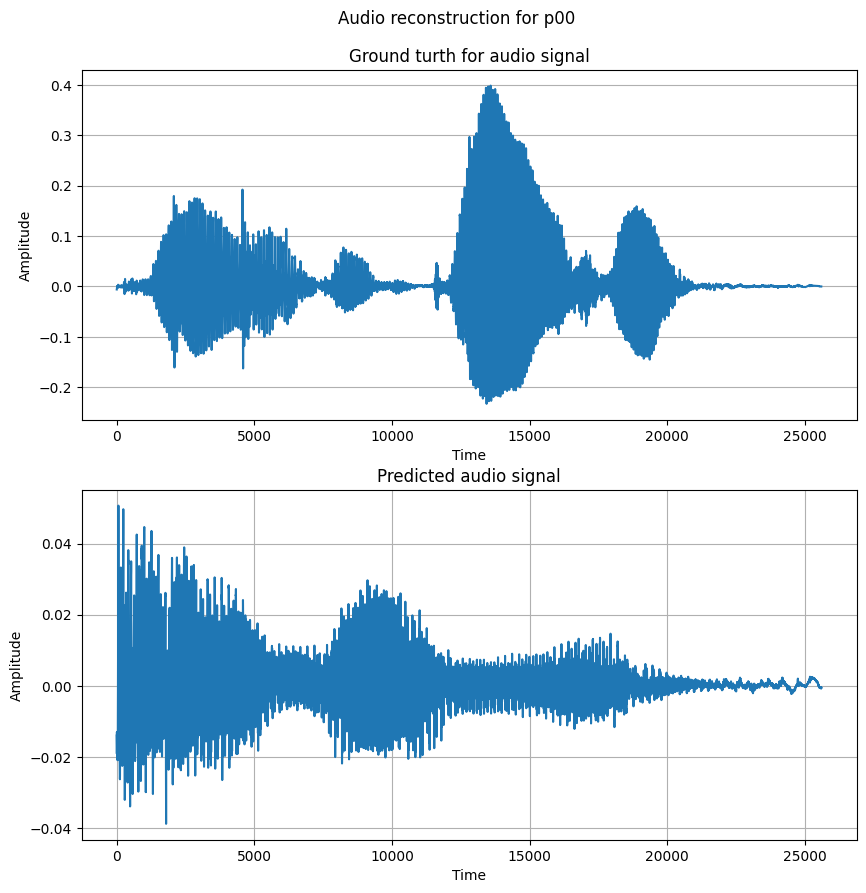 Audio reconstruction for p00
Ground turth for audio signal
0.4
0.3
0.2
0.1
0.0
−0.1
−0.2
Amplitude
0 5000 10000 15000 20000 25000
Time
Predicted audio signal
0.04
0.02
0.00
−0.02
−0.04
Amplitude
0 5000 10000 15000 20000 25000
Time